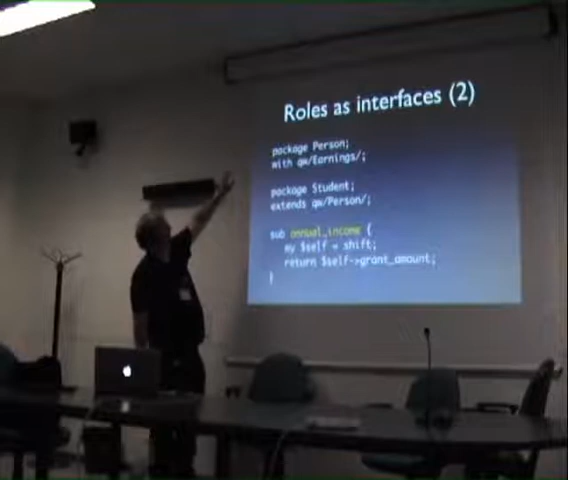 Roles as interfaces (2)
package Person;
with qw/Earnings/;
package Student;
extends qw/Person/;
sub annual_income {
my $self = shift;
return $self->grant_amount;
}